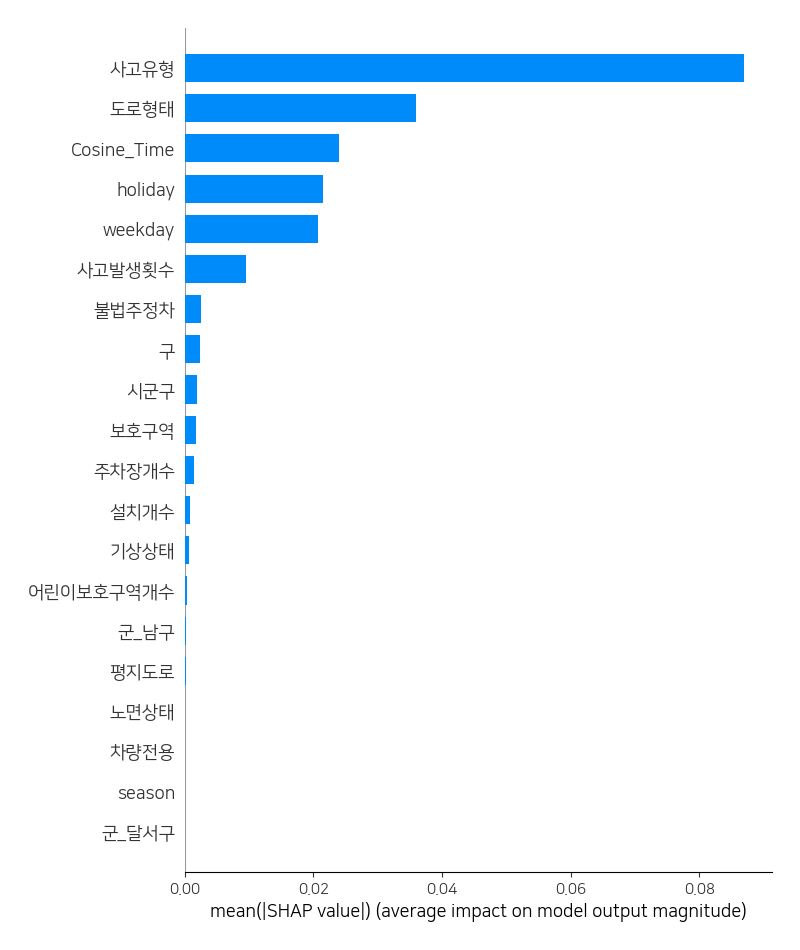 사고유형
도로형태
Cosine_Time
holiday
weekday
사고발생횟수
불법주정차
구
시군구
보호구역
주차장개수
설치개수
기상상태
어린이보호구역개수
군_남구
평지도로
노면상태
차량전용
season
군_달서구
0.00 0.02 0.04 0.06 0.08
mean(|SHAP value|) (average impact on model output magnitude)